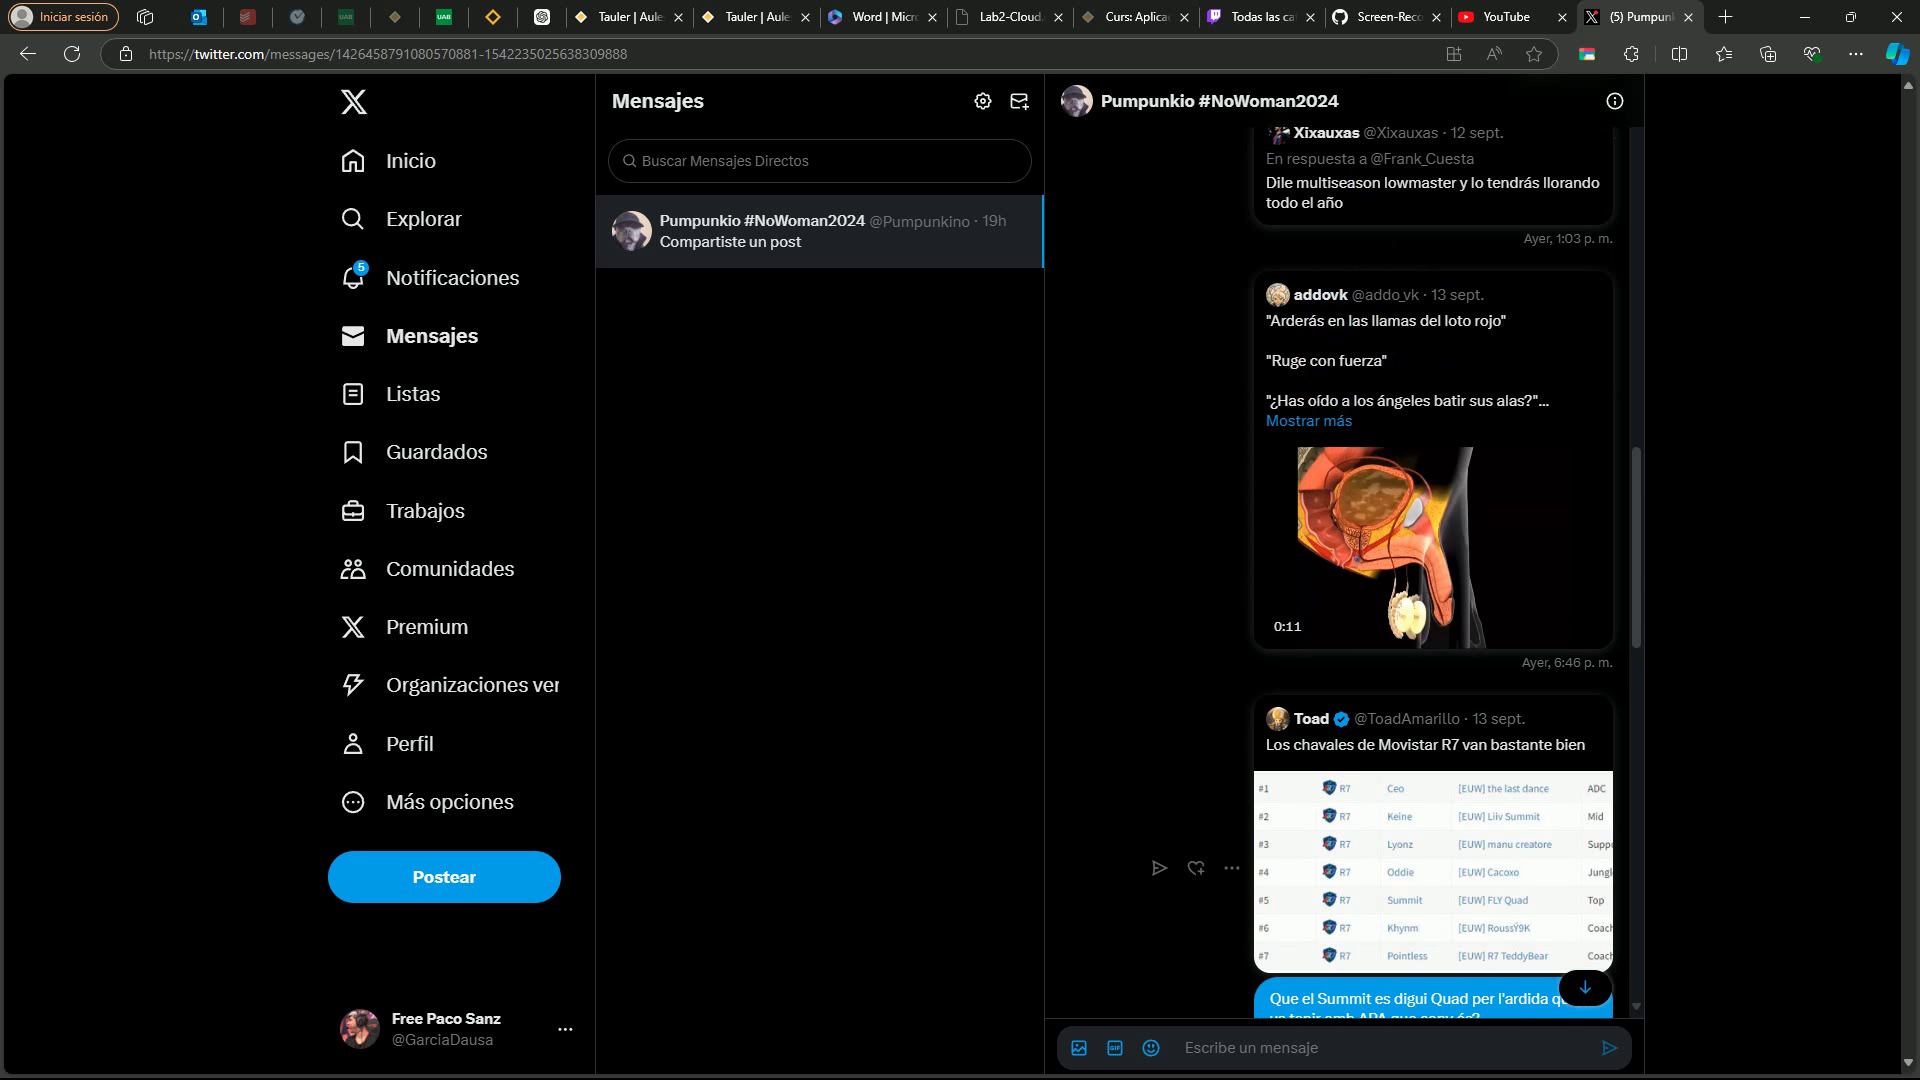 Iniciar sesión
Tauler | Aule
Tauler | Aule
Word | Micr
Lab2-Cloud.
Curs: Aplica
Todas las ca
Screen-Reco
YouTube
(5) Pumpun
https://twitter.com/messages/1426458791080570881-1542235025638309888
Inicio
Explorar
5
Notificaciones
Mensajes
Listas
Guardados
Trabajos
Comunidades
Premium
Organizaciones ver
Perfil
Más opciones
Postear
Free Paco Sanz
@GarciaDausa
Mensajes
Buscar Mensajes Directos
Pumpunkio #NoWoman2024 @Pumpunkino · 19h
Compartiste un post
Pumpunkio #NoWoman2024
Xixauxas @Xixauxas · 12 sept.
En respuesta a @Frank_Cuesta
Dile multiseason lowmaster y lo tendrás llorando
todo el año
Ayer, 1:03 p. m.
addovk @addo_vk · 13 sept.
"Arderás en las llamas del loto rojo"
"Ruge con fuerza"
"¿Has oído a los ángeles batir sus alas?"...
Mostrar más
0:11
Ayer, 6:46 p. m.
Toad @ToadAmarillo · 13 sept.
Los chavales de Movistar R7 van bastante bien
#1 R7 Ceo [EUW] the last dance ADC
#2 R7 Keine [EUW] Liiv Summit Mid
#3 R7 Lyonz [EUW] manu creatore Suppo
#4 R7 Oddie [EUW] Cacoxo Jungl
#5 R7 Summit [EUW] FLY Quad Top
#6 R7 Khynm [EUW] RoussÝ9K Coach
#7 R7 Pointless [EUW] R7 TeddyBear Coach
Que el Summit es digui Quad per l'ardida q
GIF
Escribe un mensaje